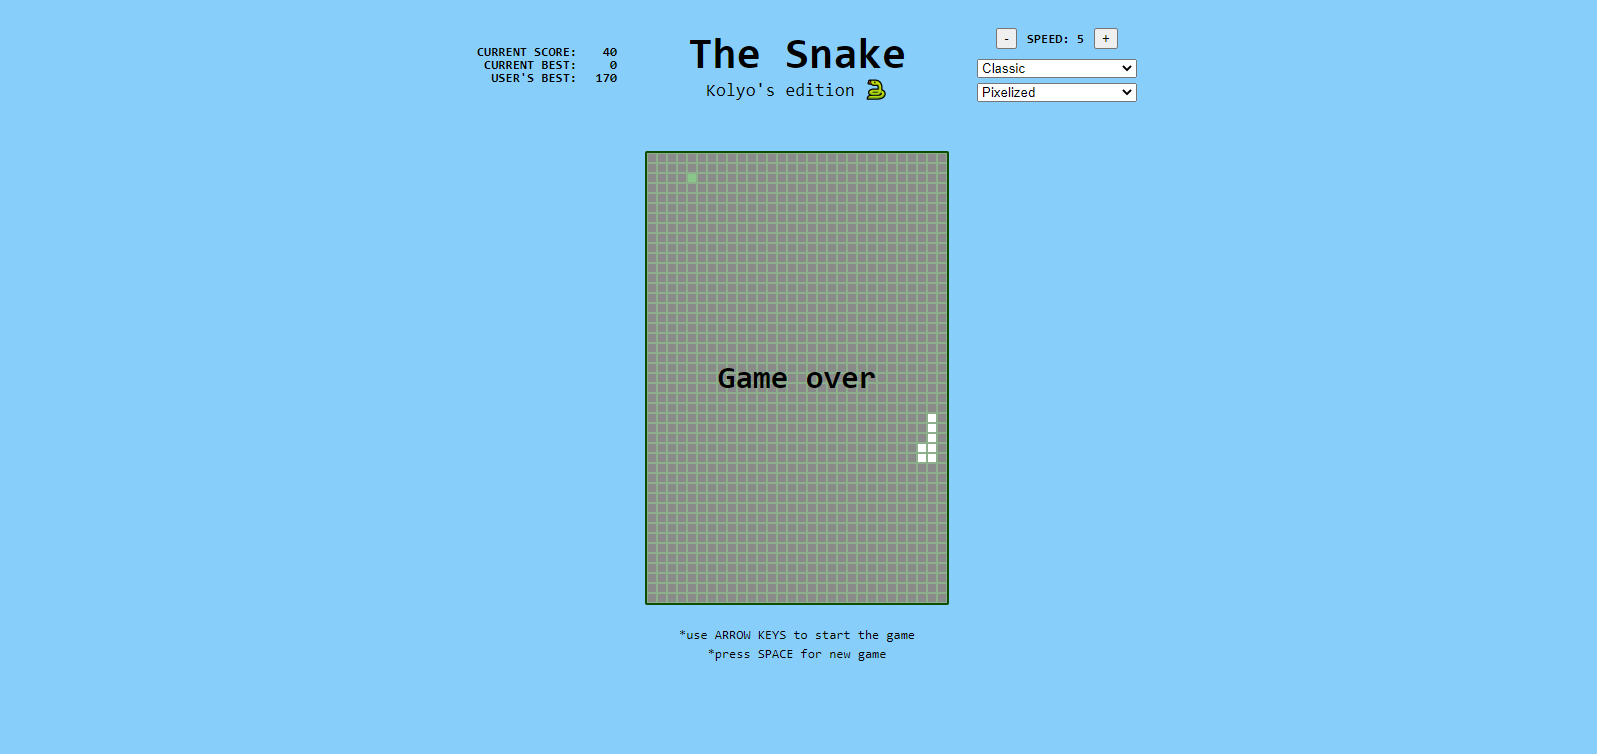 CURRENT SCORE: 40
CURRENT BEST: 0
USER'S BEST: 170
The Snake
Kolyo's edition
- SPEED: 5 +
Classic
Pixelized
Game over
*use ARROW KEYS to start the game
*press SPACE for new game